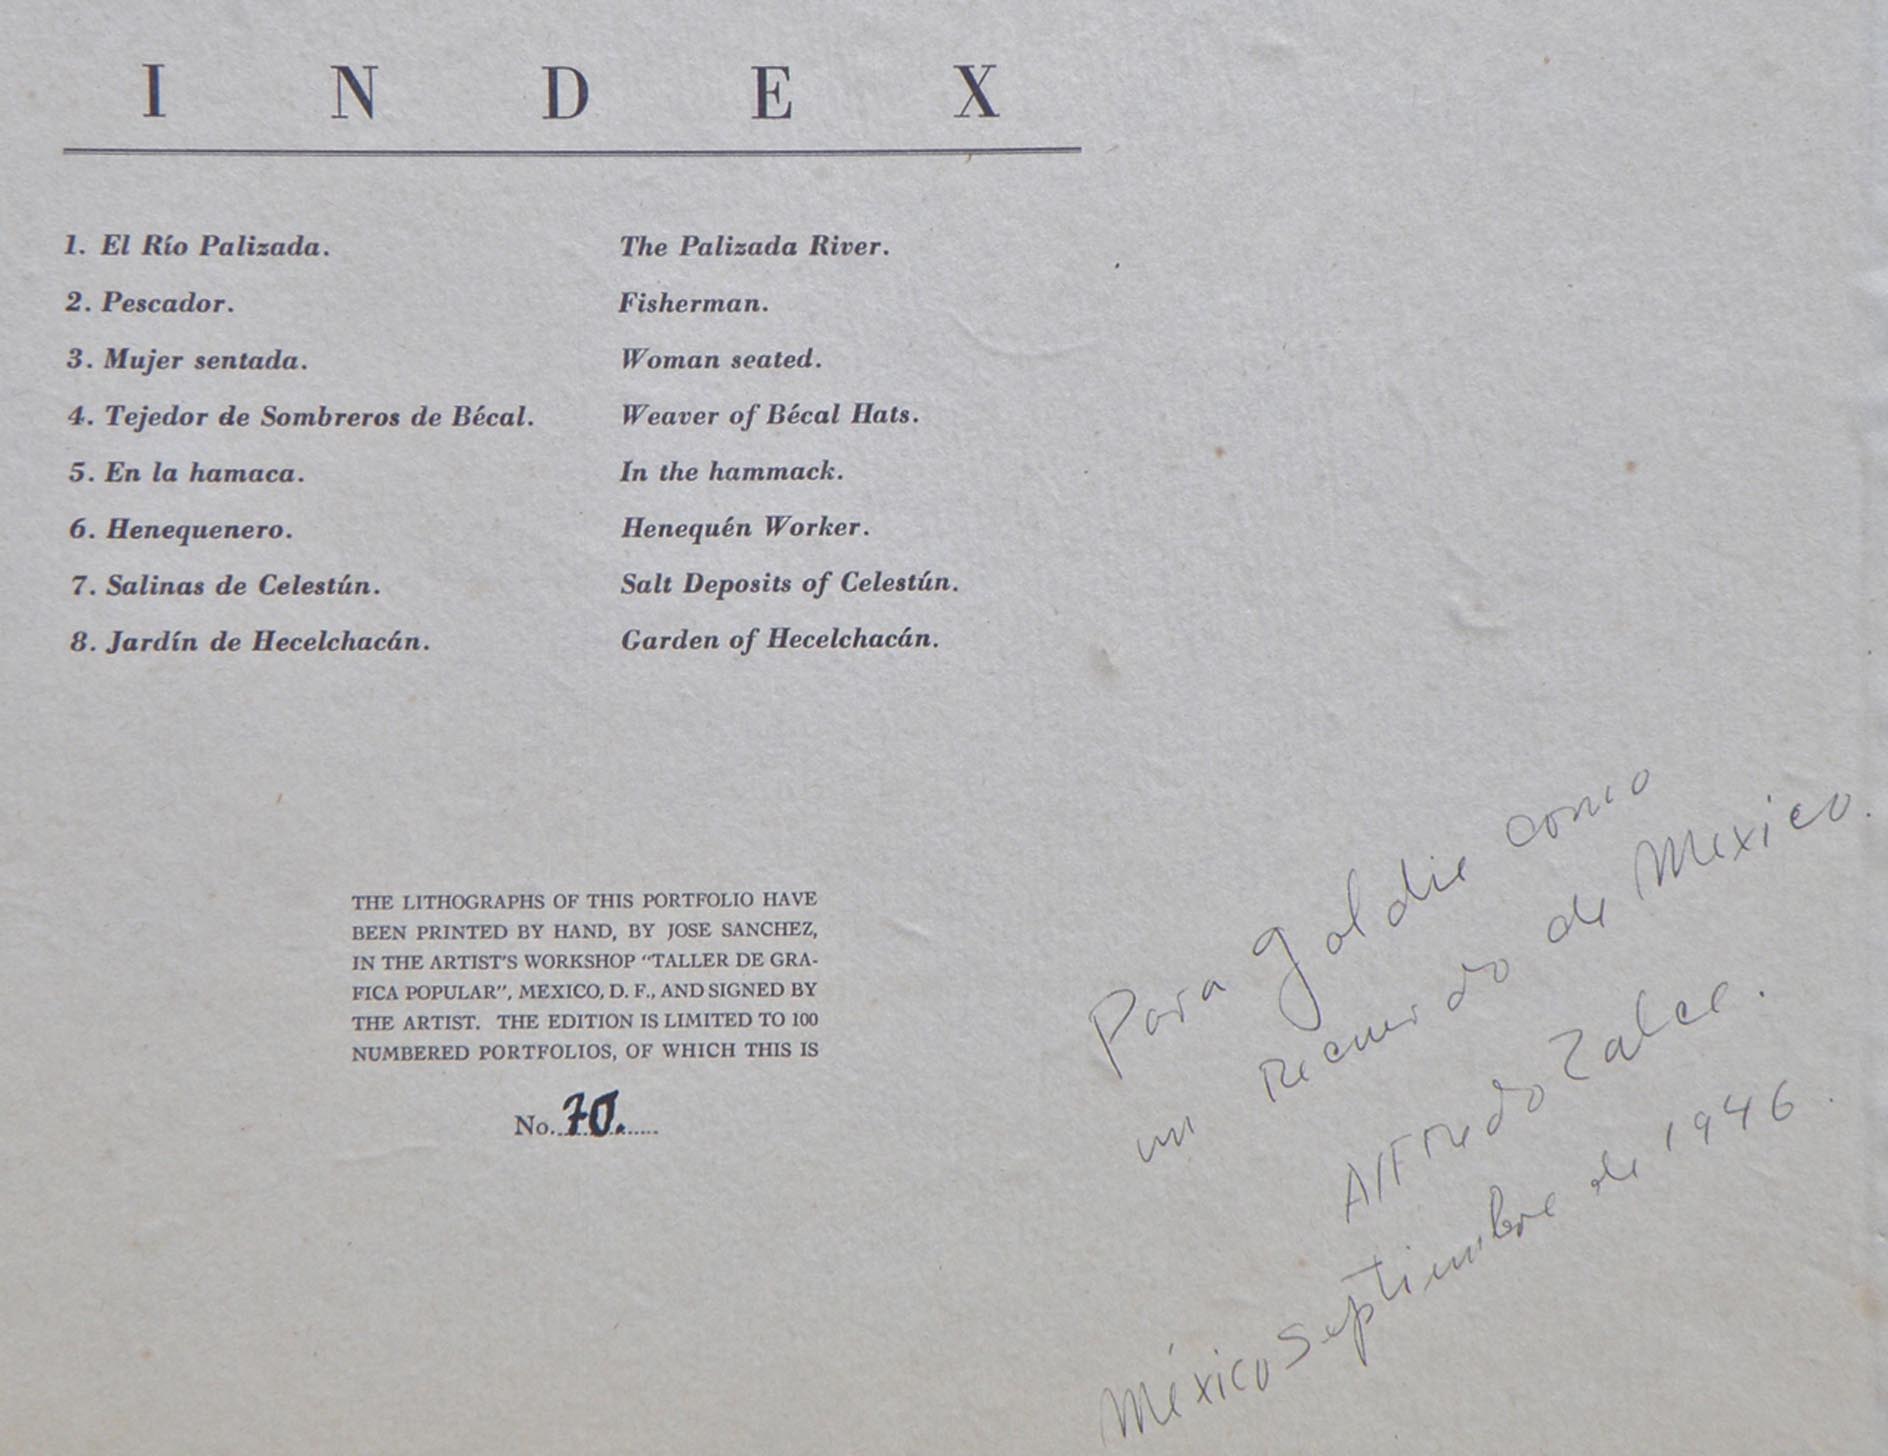 INDEX
1. El Río Palizada. The Palizada River.
2. Pescador. Fisherman.
3. Mujer sentada. Woman seated.
4. Tejedor de Sombreros de Bécal. Weaver of Bécal Hats.
5. En la hamaca. In the hammack.
6. Henequenero. Henequén Worker.
7. Salinas de Celestún. Salt Deposits of Celestún.
8. Jardín de Hecelchacán. Garden of Hecelchacán.
THE LITHOGRAPHS OF THIS PORTFOLIO HAVE
BEEN PRINTED BY HAND, BY JOSE SANCHEZ,
IN THE ARTIST'S WORKSHOP "TALLER DE GRA-
FICA POPULAR", MEXICO, D. F., AND SIGNED BY
THE ARTIST. THE EDITION IS LIMITED TO 100
NUMBERED PORTFOLIOS, OF WHICH THIS IS
No. 70.
Para Goldie como
un recuerdo de Mexico.
Alfredo Zalce.
México Septiembre de 1946.